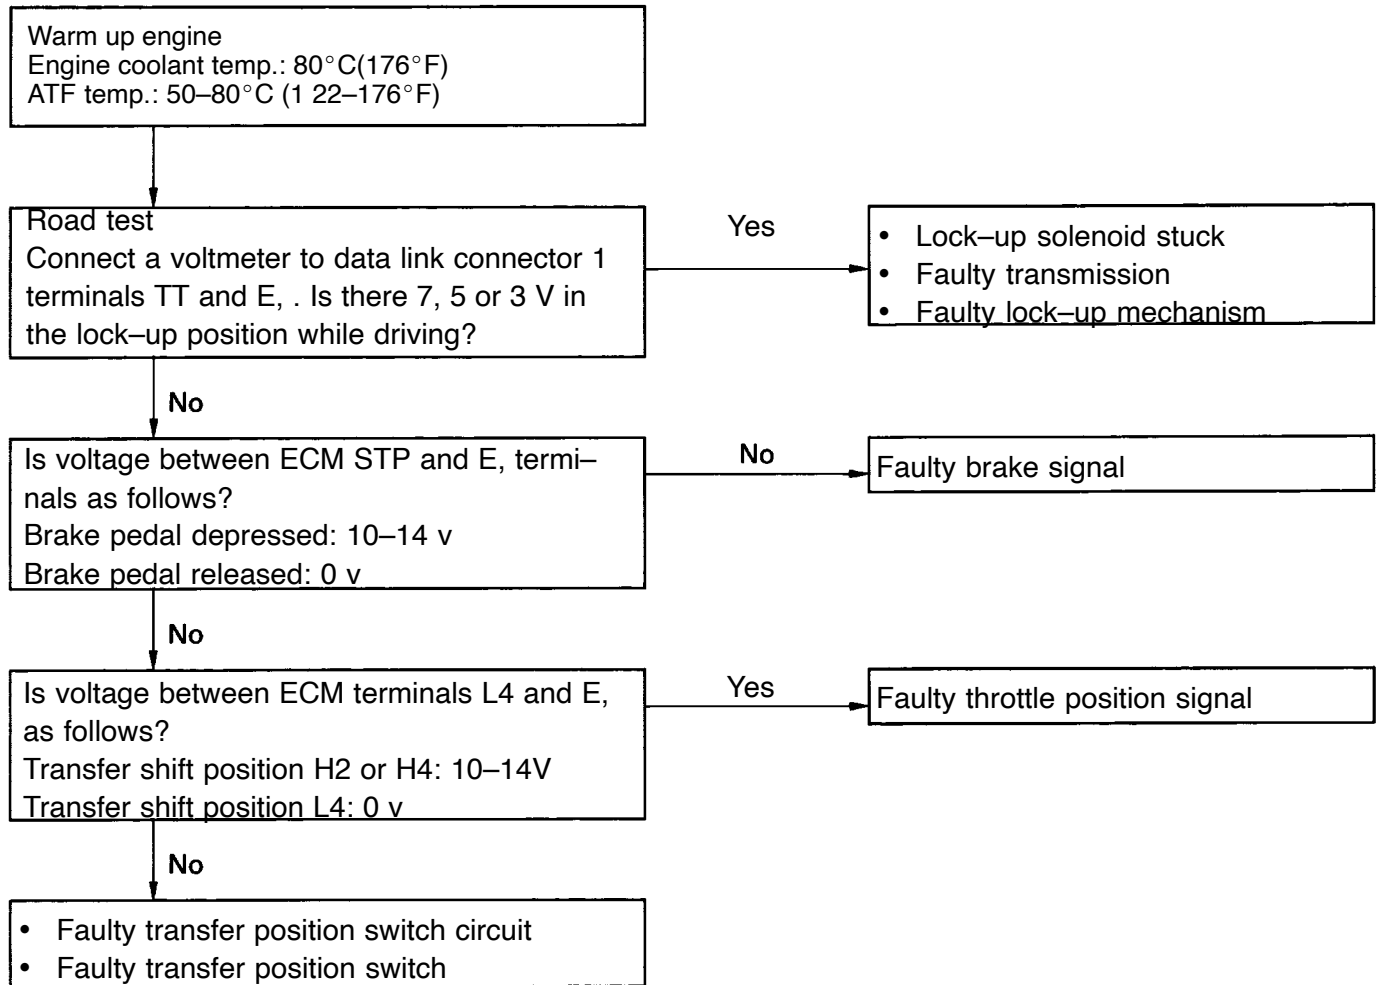 Warm up engine
Engine coolant temp.: 80°C(176°F)
ATF temp.: 50–80°C (1 22–176°F)
Road test
Connect a voltmeter to data link connector 1
terminals TT and E, . Is there 7, 5 or 3 V in
the lock–up position while driving?
Yes
• Lock–up solenoid stuck
• Faulty transmission
• Faulty lock–up mechanism
No
Is voltage between ECM STP and E, termi–
nals as follows?
Brake pedal depressed: 10–14 v
Brake pedal released: 0 v
No
Faulty brake signal
No
Is voltage between ECM terminals L4 and E,
as follows?
Transfer shift position H2 or H4: 10–14V
Transfer shift position L4: 0 v
Yes
Faulty throttle position signal
No
• Faulty transfer position switch circuit
• Faulty transfer position switch